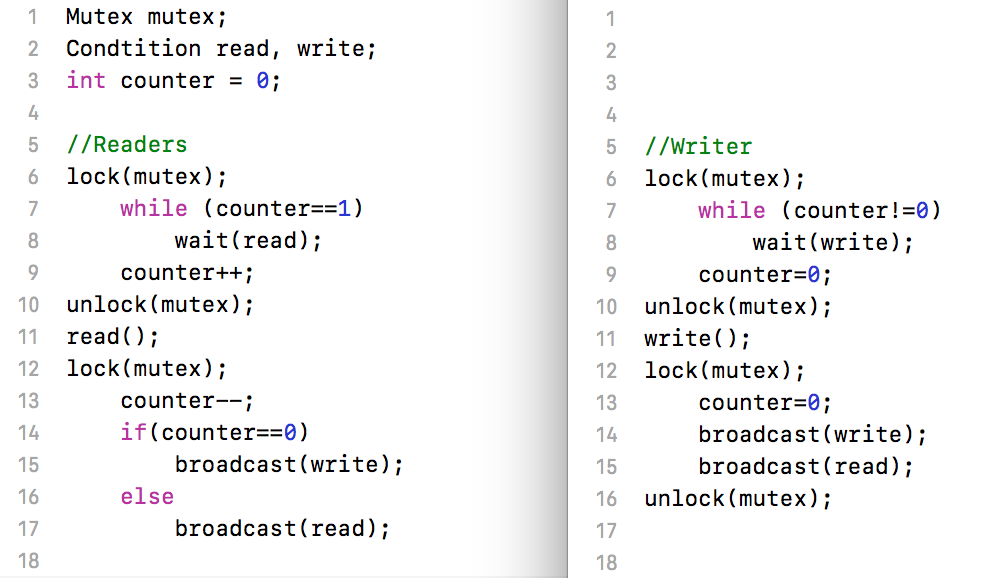 1 Mutex mutex;
2 Condtition read, write;
3 int counter = 0;
4
5 //Readers
6 lock(mutex);
7 while (counter==1)
8 wait(read);
9 counter++;
10 unlock(mutex);
11 read();
12 lock(mutex);
13 counter--;
14 if(counter==0)
15 broadcast(write);
16 else
17 broadcast(read);
18
1
2
3
4
5 //Writer
6 lock(mutex);
7 while (counter!=0)
8 wait(write);
9 counter=0;
10 unlock(mutex);
11 write();
12 lock(mutex);
13 counter=0;
14 broadcast(write);
15 broadcast(read);
16 unlock(mutex);
17
18